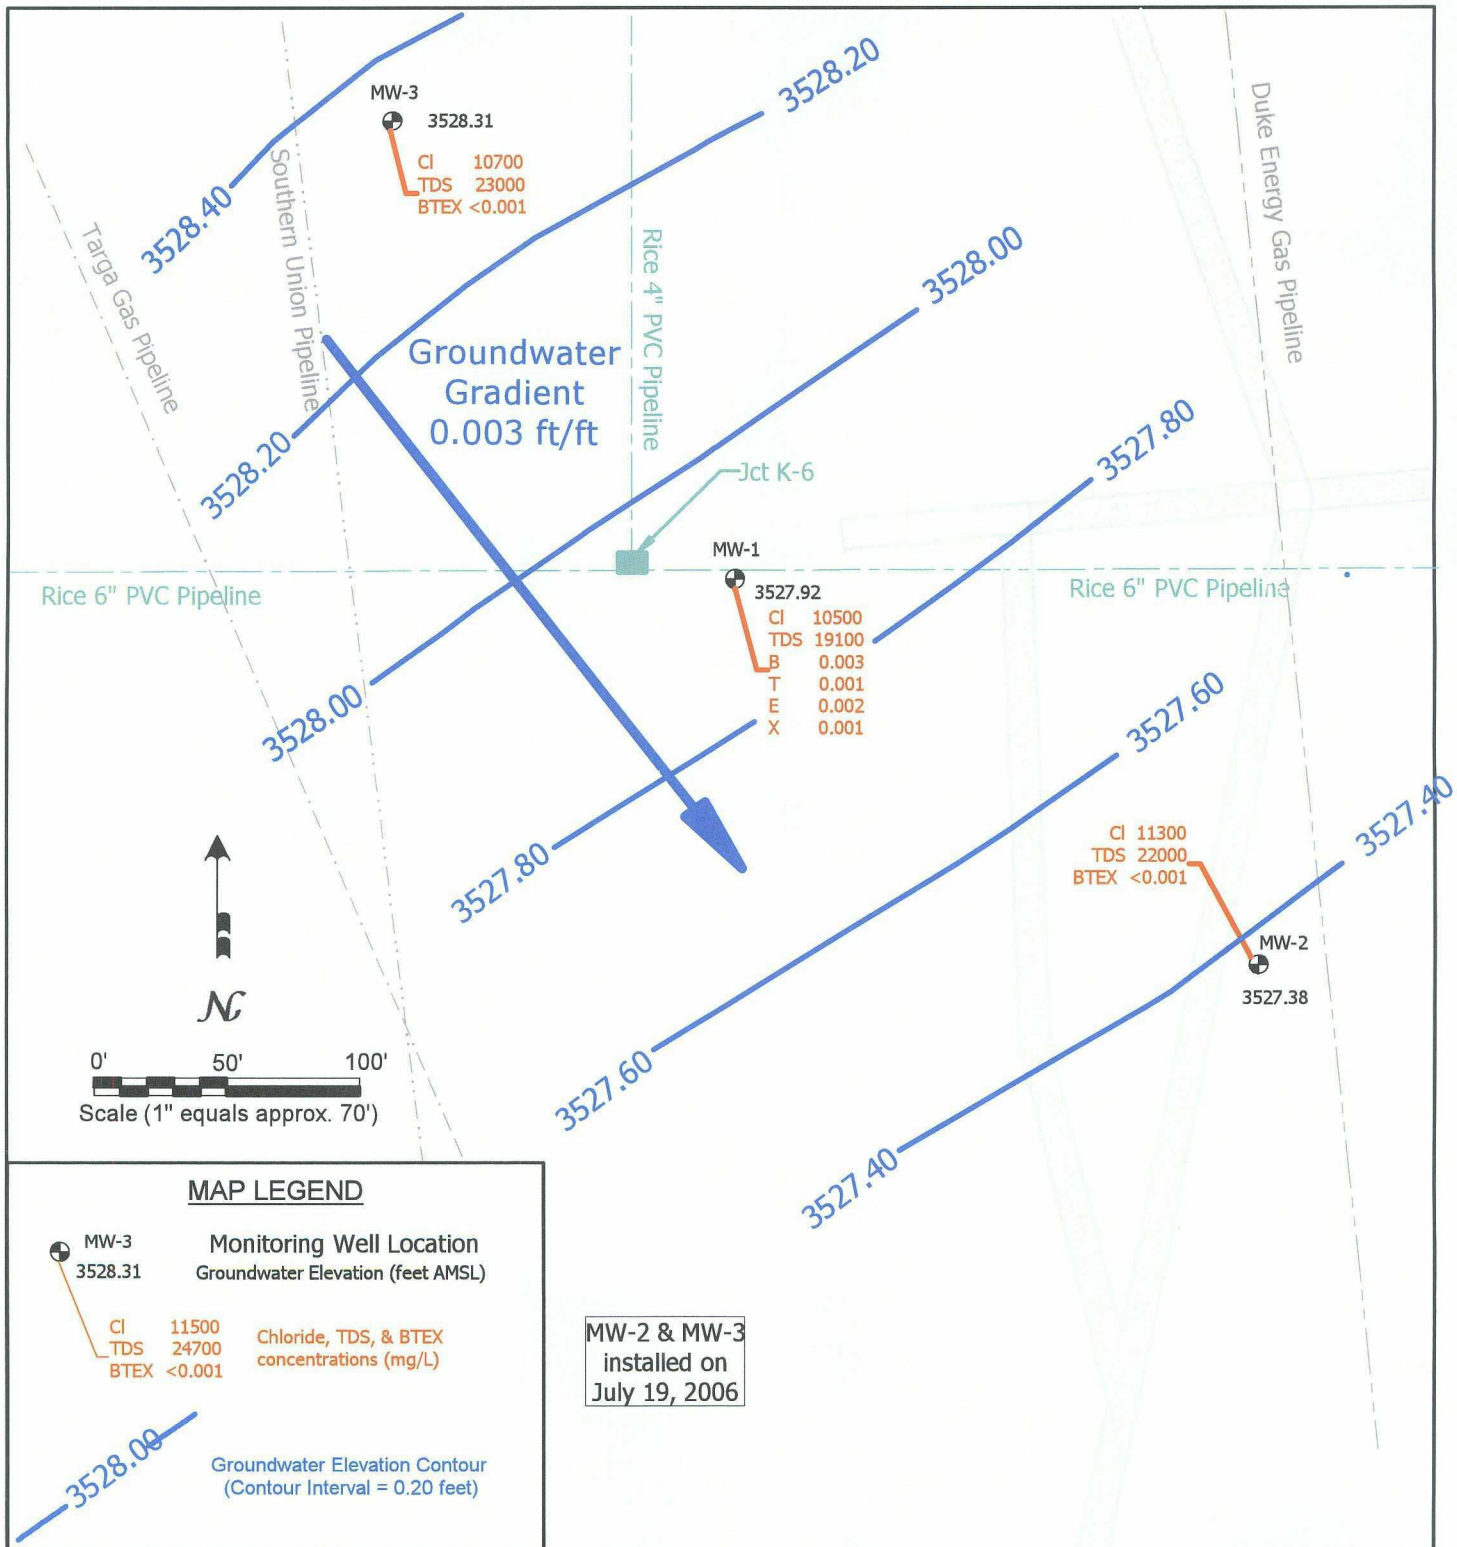 3528.20
MW-3
3528.31
Cl 10700
TDS 23000
BTEX <0.001
3528.40
Southern Union Pipeline
Targa Gas Pipeline
Duke Energy Gas Pipeline
Rice 4" PVC Pipeline
3528.00
Groundwater
Gradient
0.003 ft/ft
3528.20
3527.80
Jct K-6
MW-1
3527.92
Rice 6" PVC Pipeline
Rice 6" PVC Pipeline
Cl 10500
TDS 19100
B 0.003
T 0.001
E 0.002
X 0.001
3528.00
3527.60
3527.80
3527.40
Cl 11300
TDS 22000
BTEX <0.001
MW-2
3527.38
N
0' 50' 100'
Scale (1" equals approx. 70')
3527.60
3527.40
MAP LEGEND
MW-3
3528.31
Monitoring Well Location
Groundwater Elevation (feet AMSL)
Cl 11500
TDS 24700
BTEX <0.001
Chloride, TDS, & BTEX
concentrations (mg/L)
3528.00
Groundwater Elevation Contour
(Contour Interval = 0.20 feet)
MW-2 & MW-3
installed on
July 19, 2006